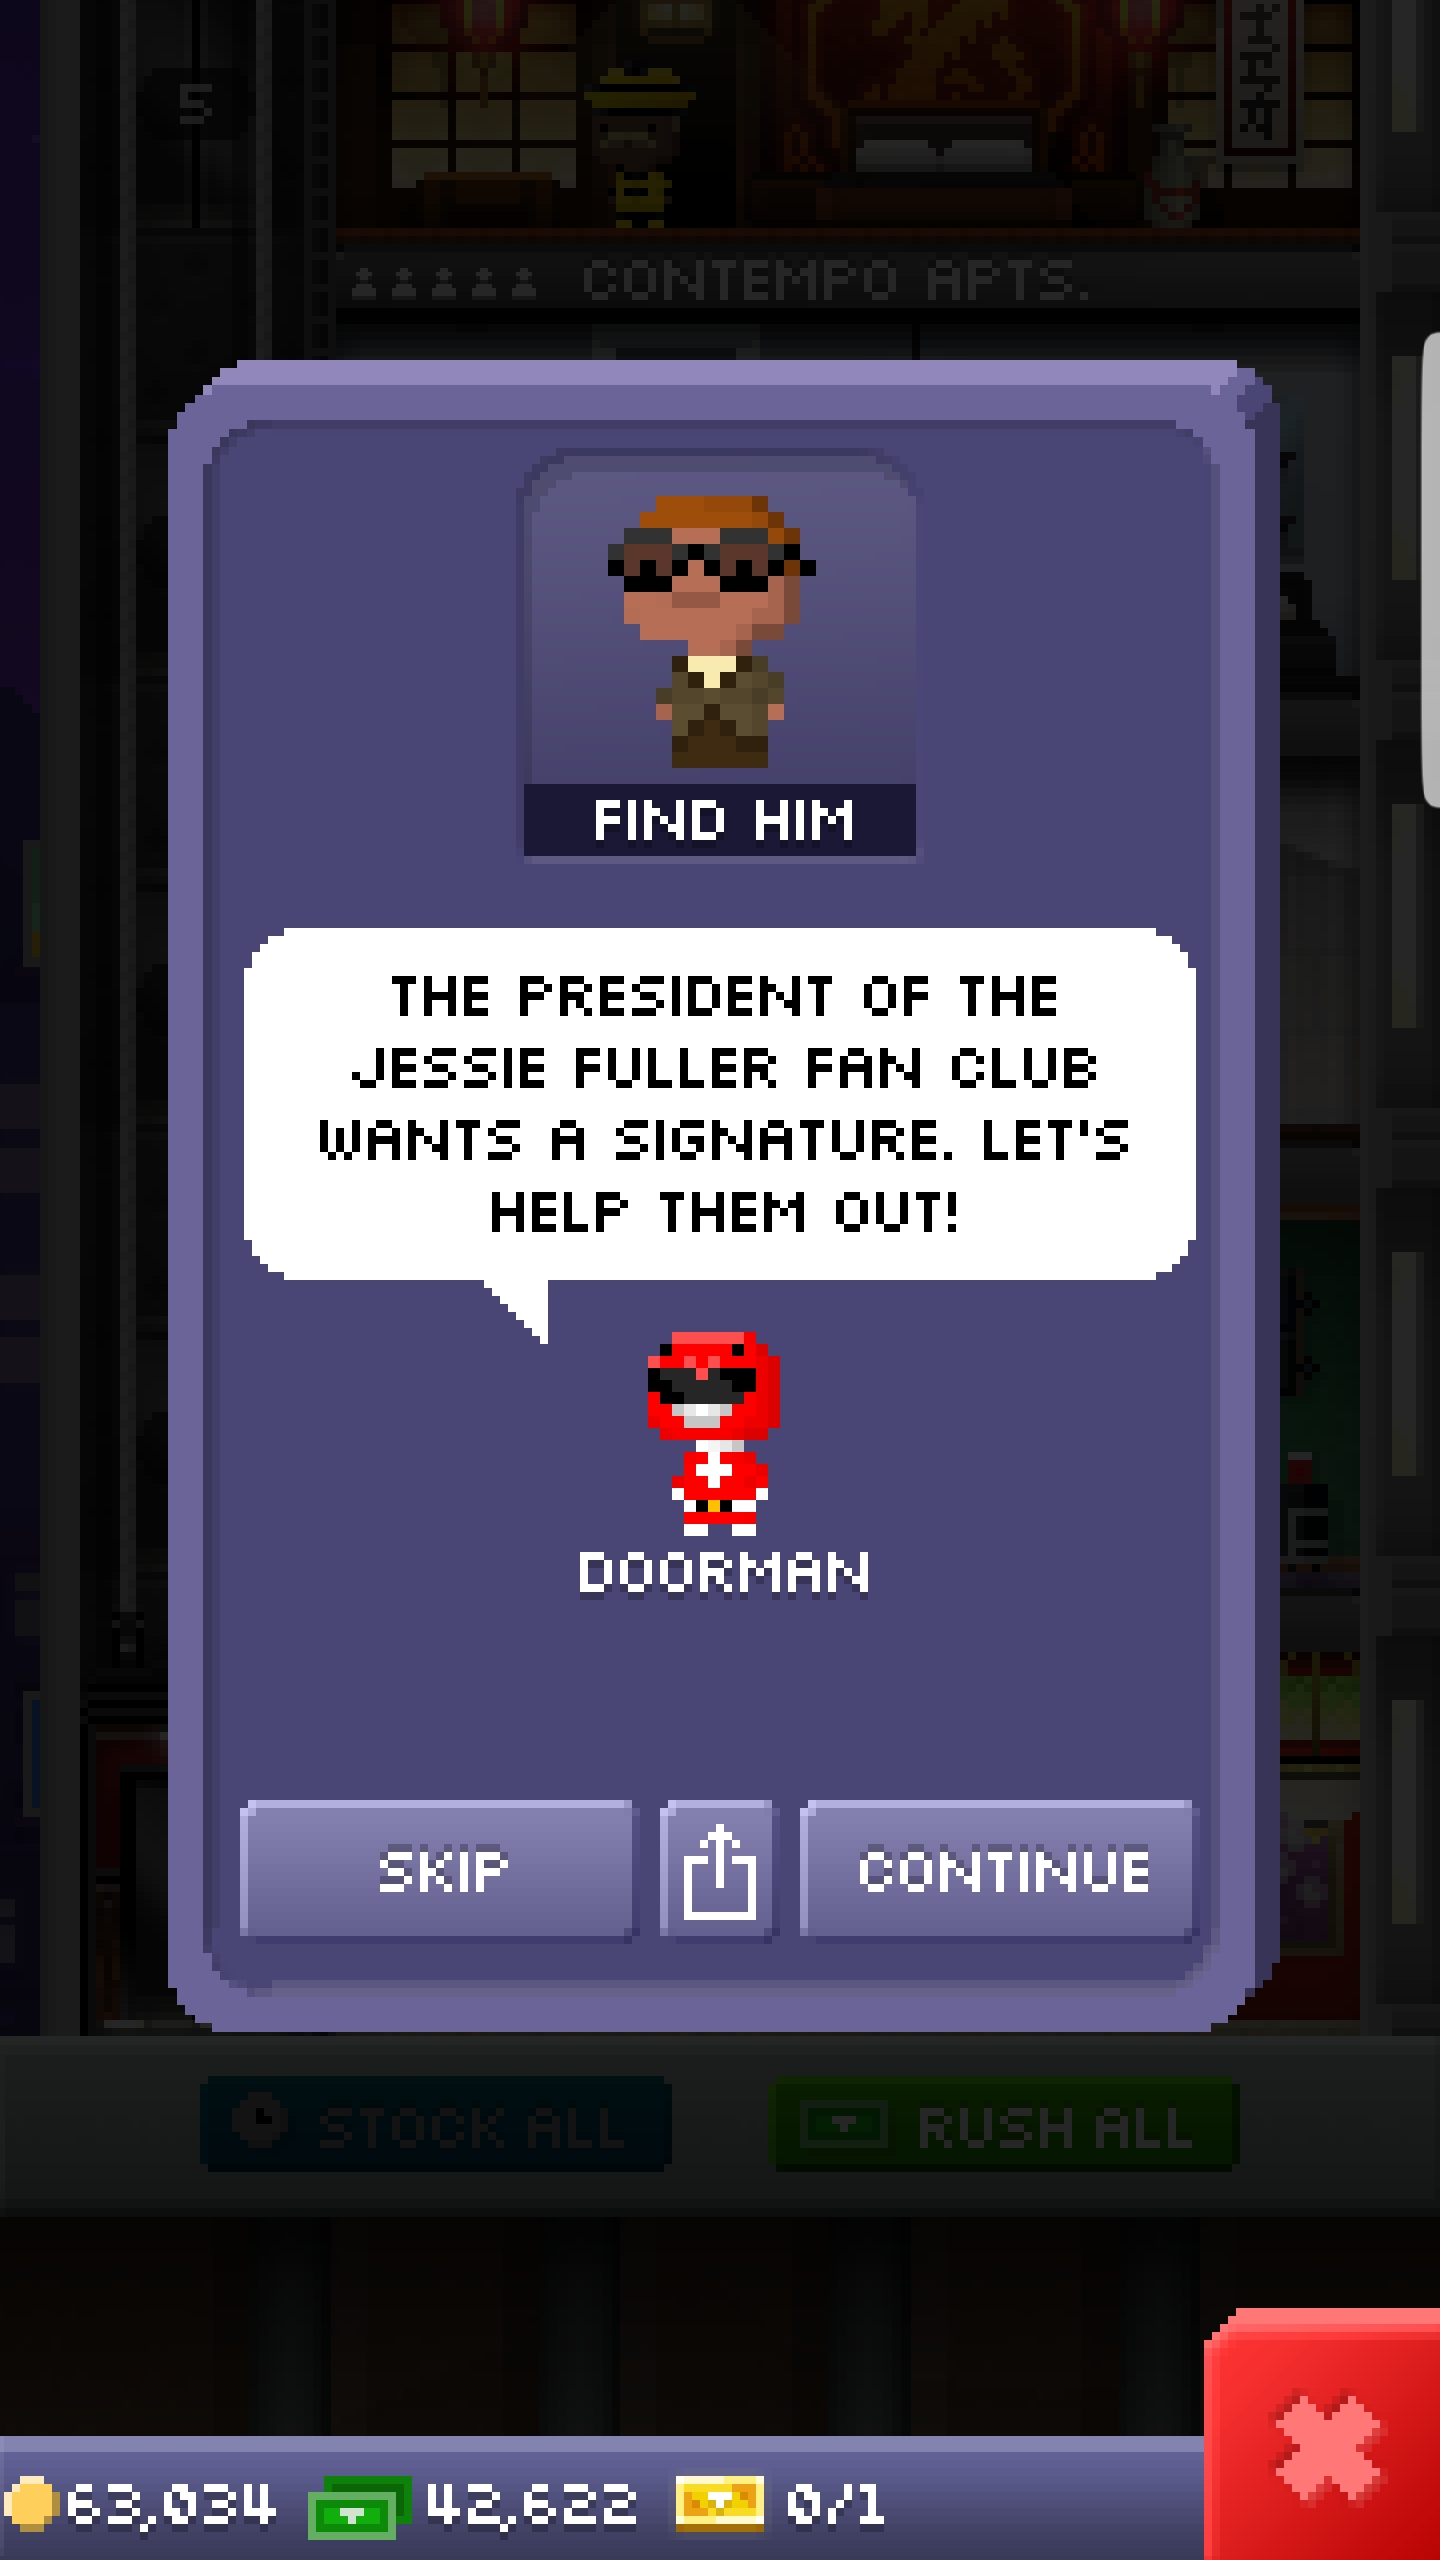 5
CONTEMPO APTS.
FIND HIM
THE PRESIDENT OF THE
JESSIE FULLER FAN CLUB
WANTS A SIGNATURE. LET'S
HELP THEM OUT!
DOORMAN
SKIP
CONTINUE
STOCK ALL
RUSH ALL
63,034
42,622
0/1